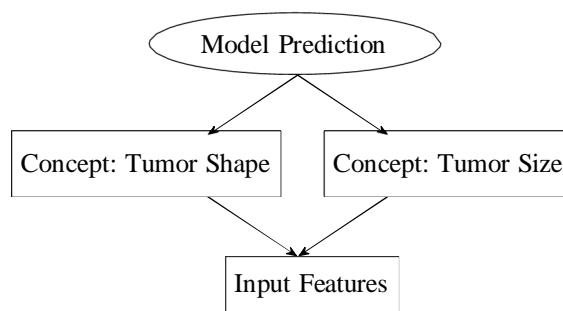 Model Prediction
Concept: Tumor Shape
Concept: Tumor Size
Input Features